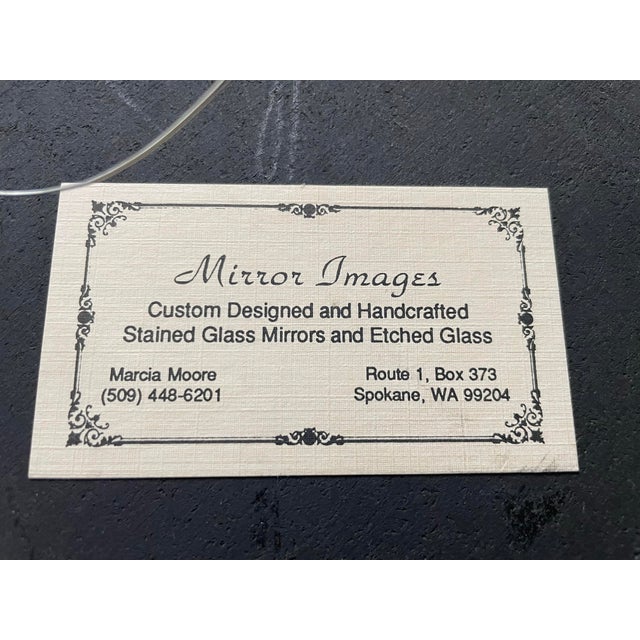 Mirror Images
Custom Designed and Handcrafted
Stained Glass Mirrors and Etched Glass
Marcia Moore
(509) 448-6201
Route 1, Box 373
Spokane, WA 99204